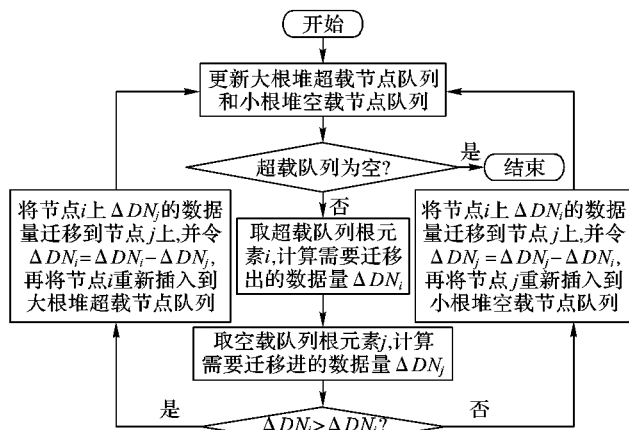 开始
更新大根堆超载节点队列
和小根堆空载节点队列
超载队列为空?
是
结束
否
将节点i上ΔDN_j的数据
量迁移到节点j上,并令
ΔDN_i=ΔDN_i-ΔDN_j,
再将节点i重新插入到
大根堆超载节点队列
取超载队列根元
素i,计算需要迁移
出的数据量ΔDN_i
将节点i上ΔDN_i的数据
量迁移到节点j上,并令
ΔDN_j=ΔDN_j-ΔDN_i,
再将节点j重新插入到
小根堆空载节点队列
取空载队列根元素j,计算
需要迁移进的数据量ΔDN_j
是
ΔDN_i>ΔDN_j?
否